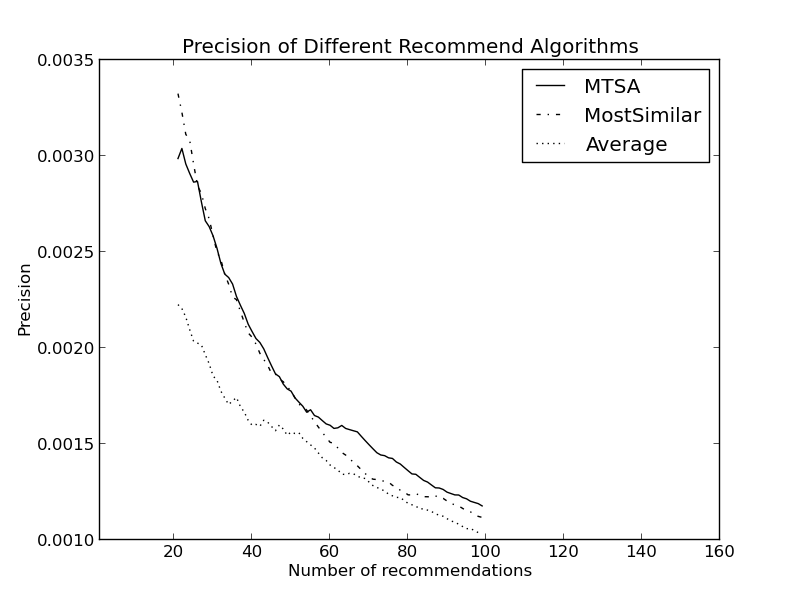 Precision of Different Recommend Algorithms
0.0035
MTSA
MostSimilar
Average
0.0030
0.0025
Precision
0.0020
0.0015
0.0010
20 40 60 80 100 120 140 160
Number of recommendations